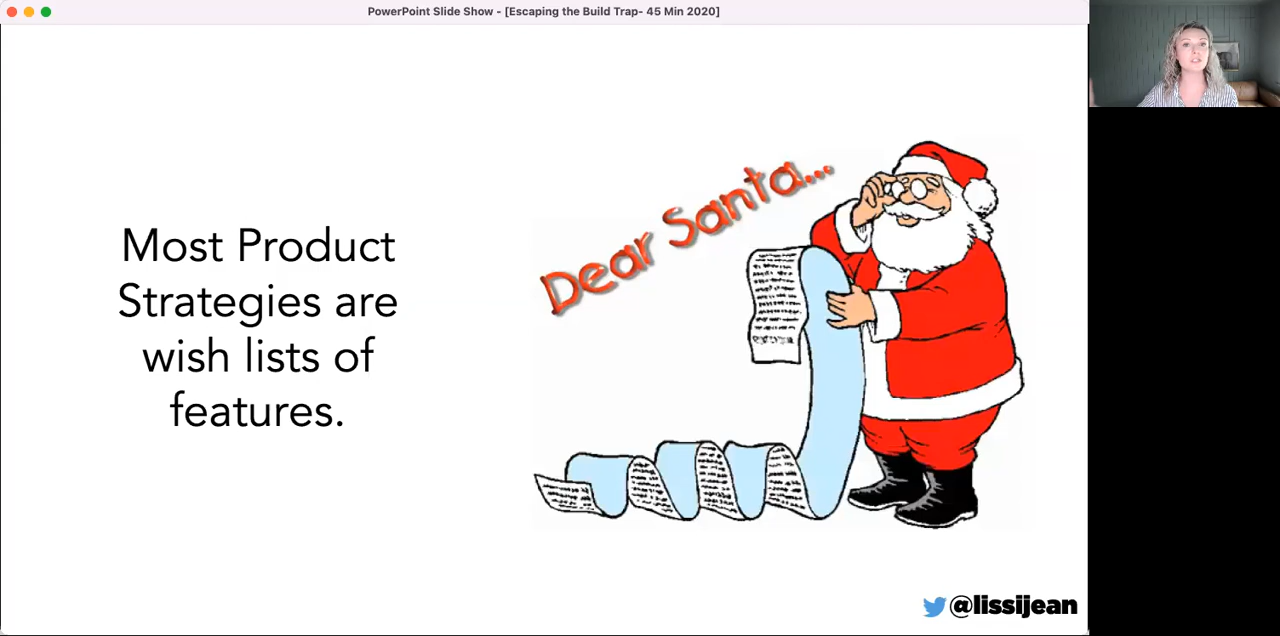 PowerPoint Slide Show - [Escaping the Build Trap- 45 Min 2020]
Most Product
Strategies are
wish lists of
features.
Dear Santa...
@lissijean